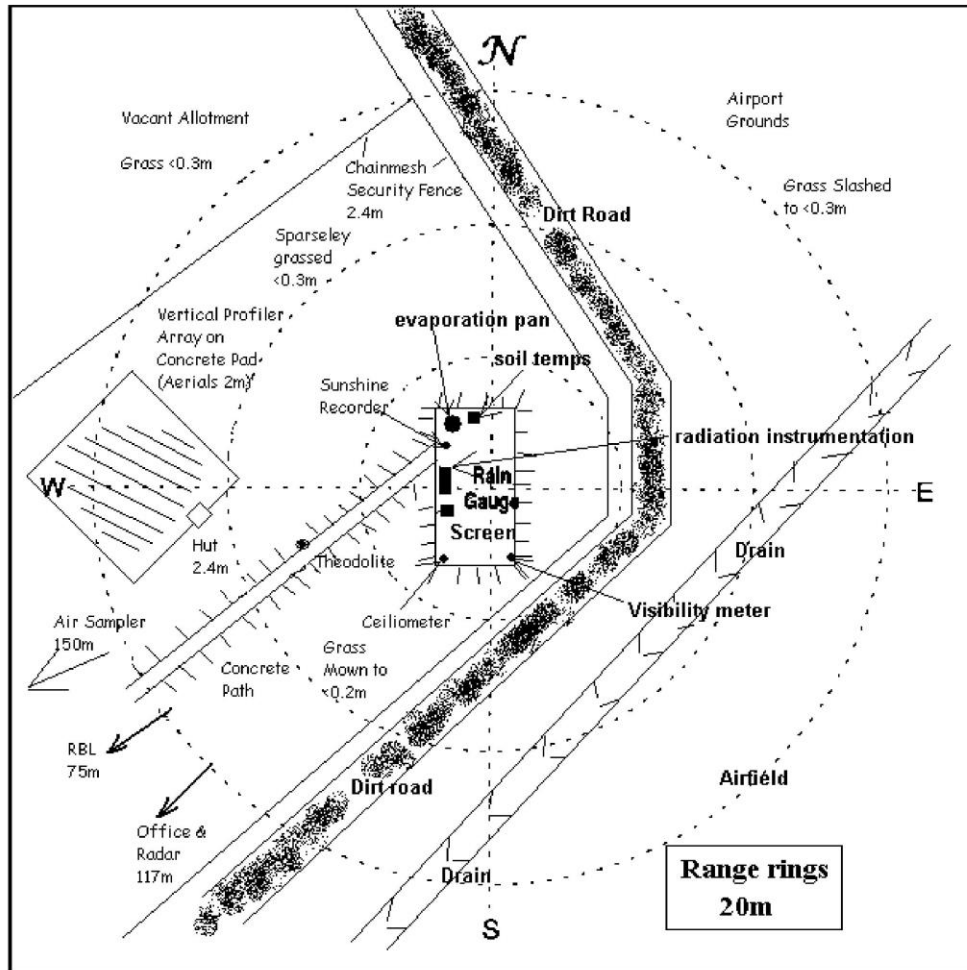 N
Vacant Allotment
Grass <0.3m
Airport
Grounds
Chainmesh
Security Fence
2.4m
Grass Slashed
to <0.3m
Dirt Road
Sparseley
grassed
<0.3m
Vertical Profiler
Array on
Concrete Pad
(Aerials 2m)
evaporation pan
soil temps
Sunshine
Recorder
radiation instrumentation
Rain
Gauge
W
E
Screen
Hut
2.4m
Theodolite
Drain
Visibility meter
Air Sampler
150m
Ceiliometer
Concrete
Path
Grass
Mown to
<0.2m
RBL
75m
Dirt road
Airfield
Office &
Radar
117m
Drain
Range rings
20m
S